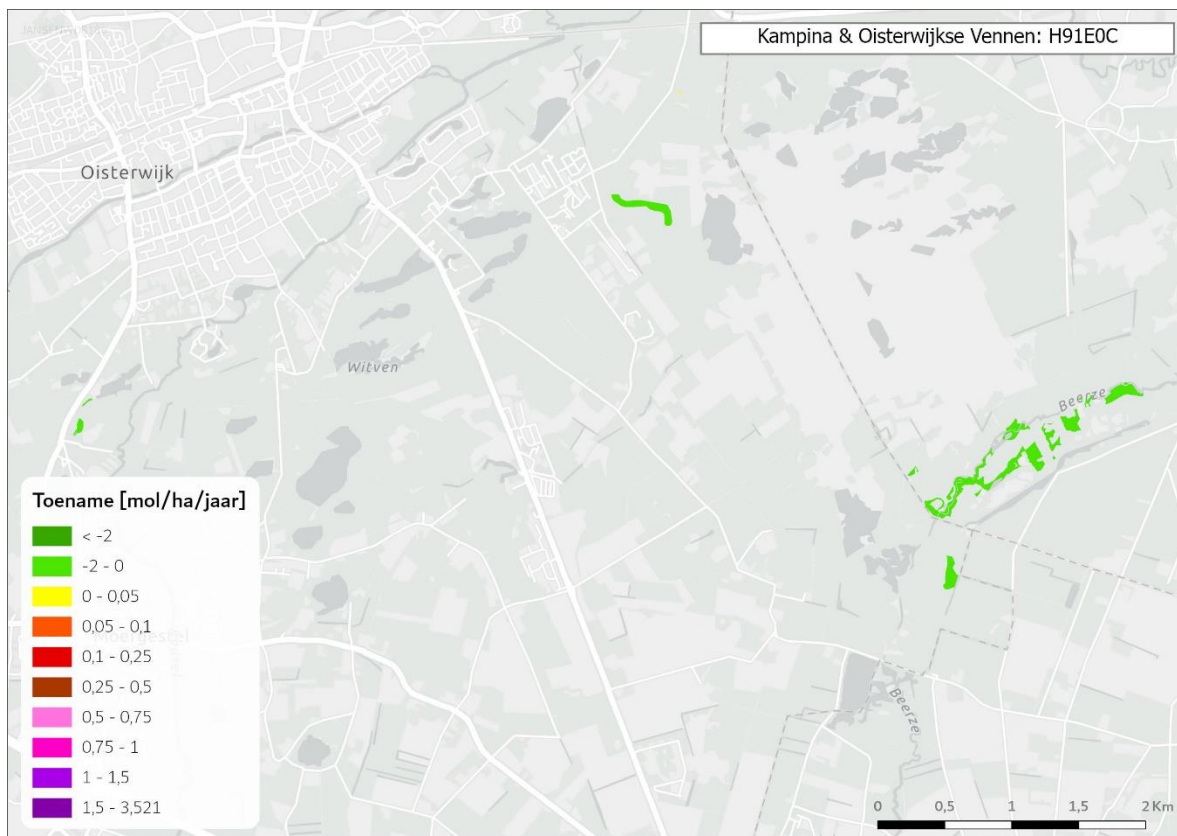 Kampina & Oisterwijkse Vennen: H91E0C
Oisterwijk
Witven
Beerze
Toename [mol/ha/jaar]
< -2
-2 - 0
0 - 0,05
0,05 - 0,1
0,1 - 0,25
0,25 - 0,5
0,5 - 0,75
0,75 - 1
1 - 1,5
1,5 - 3,521
Moergestel
Beerze
0 0,5 1 1,5 2 Km